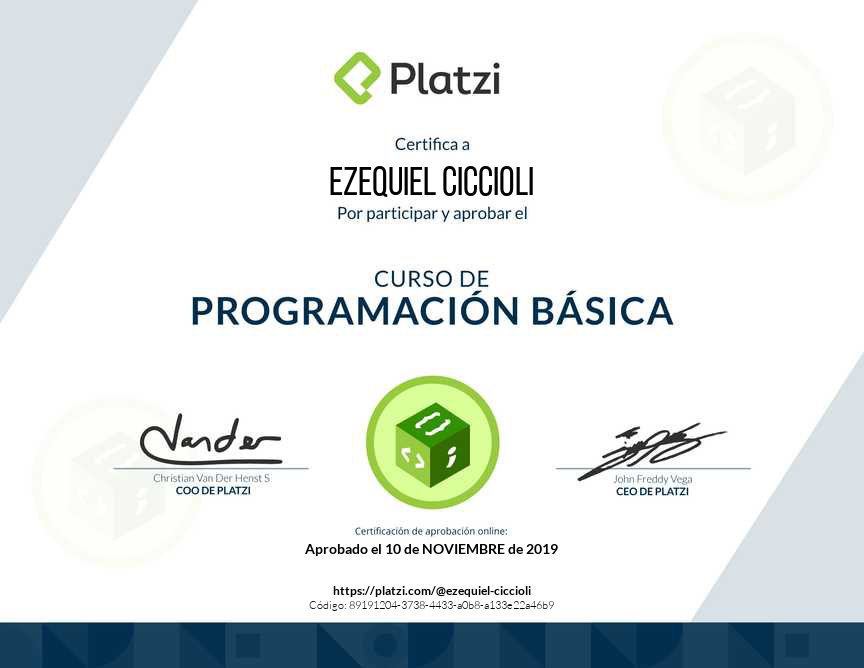 Platzi
Certifica a
EZEQUIEL CICCIOLI
Por participar y aprobar el
CURSO DE
PROGRAMACIÓN BÁSICA
Vander
Christian Van Der Henst S
COO DE PLATZI
John Freddy Vega
CEO DE PLATZI
Certificación de aprobación online:
Aprobado el 10 de NOVIEMBRE de 2019
https://platzi.com/@ezequiel-ciccioli
Código: 89191204-3738-4433-a0b8-a133e22a46b9